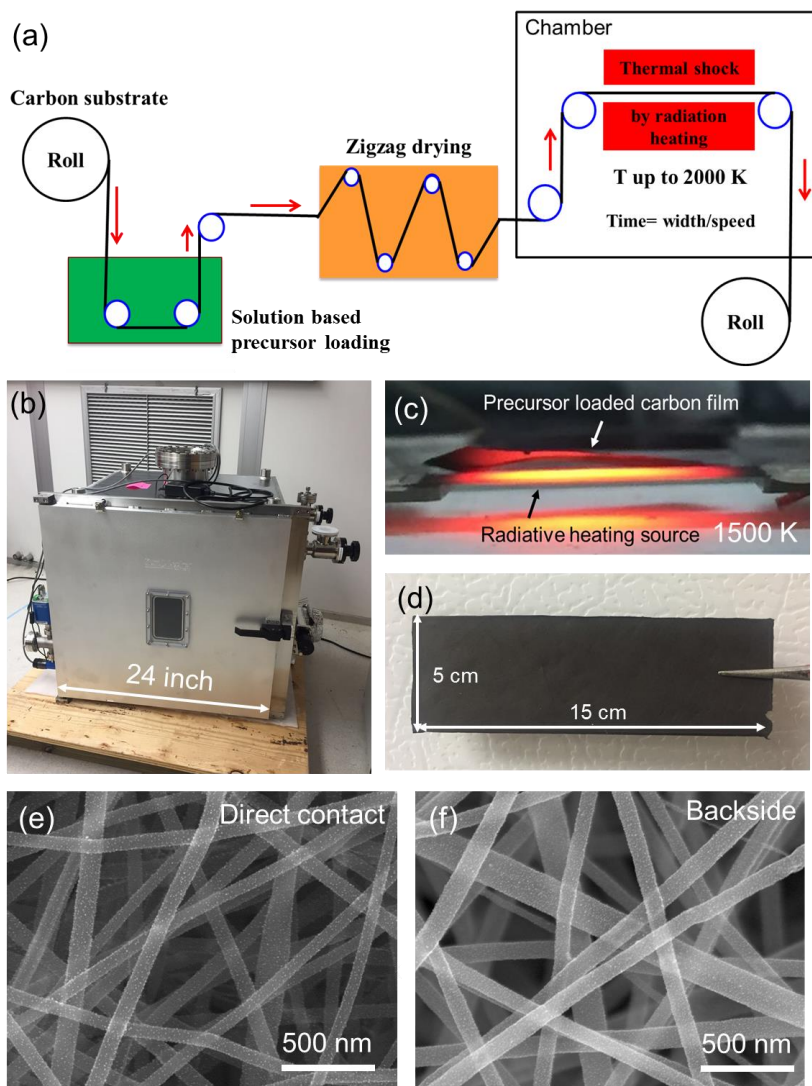 (a)
Chamber
Thermal shock
Carbon substrate
by radiation
heating
Roll
Zigzag drying
T up to 2000 K
Time= width/speed
Solution based
precursor loading
Roll
(b)
24 inch
(c)
Precursor loaded carbon film
Radiative heating source
1500 K
(d)
5 cm
15 cm
(e)
Direct contact
500 nm
(f)
Backside
500 nm